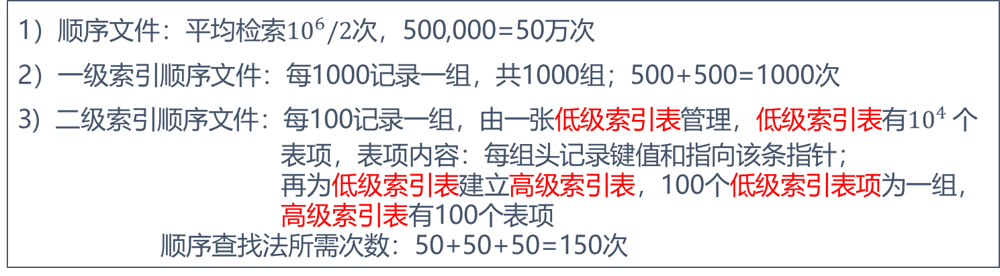 1）顺序文件：平均检索10⁶/2次，500,000=50万次
2）一级索引顺序文件：每1000记录一组，共1000组；500+500=1000次
3）二级索引顺序文件：每100记录一组，由一张低级索引表管理，低级索引表有10⁴ 个
表项，表项内容：每组头记录键值和指向该条指针；
再为低级索引表建立高级索引表，100个低级索引表项为一组，
高级索引表有100个表项
顺序查找法所需次数：50+50+50=150次